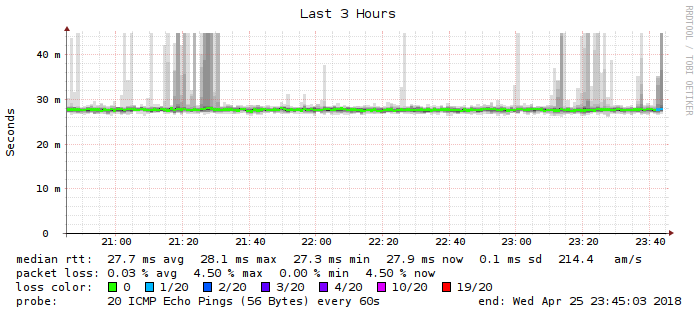 Last 3 Hours
RRDTOOL / TOBI OETIKER
Seconds
40 m
30 m
20 m
10 m
0
21:00 21:20 21:40 22:00 22:20 22:40 23:00 23:20 23:40
median rtt: 27.7 ms avg 28.1 ms max 27.3 ms min 27.9 ms now 0.1 ms sd 214.4 am/s
packet loss: 0.03 % avg 4.50 % max 0.00 % min 4.50 % now
loss color: 0 1/20 2/20 3/20 4/20 10/20 19/20
probe: 20 ICMP Echo Pings (56 Bytes) every 60s end: Wed Apr 25 23:45:03 2018